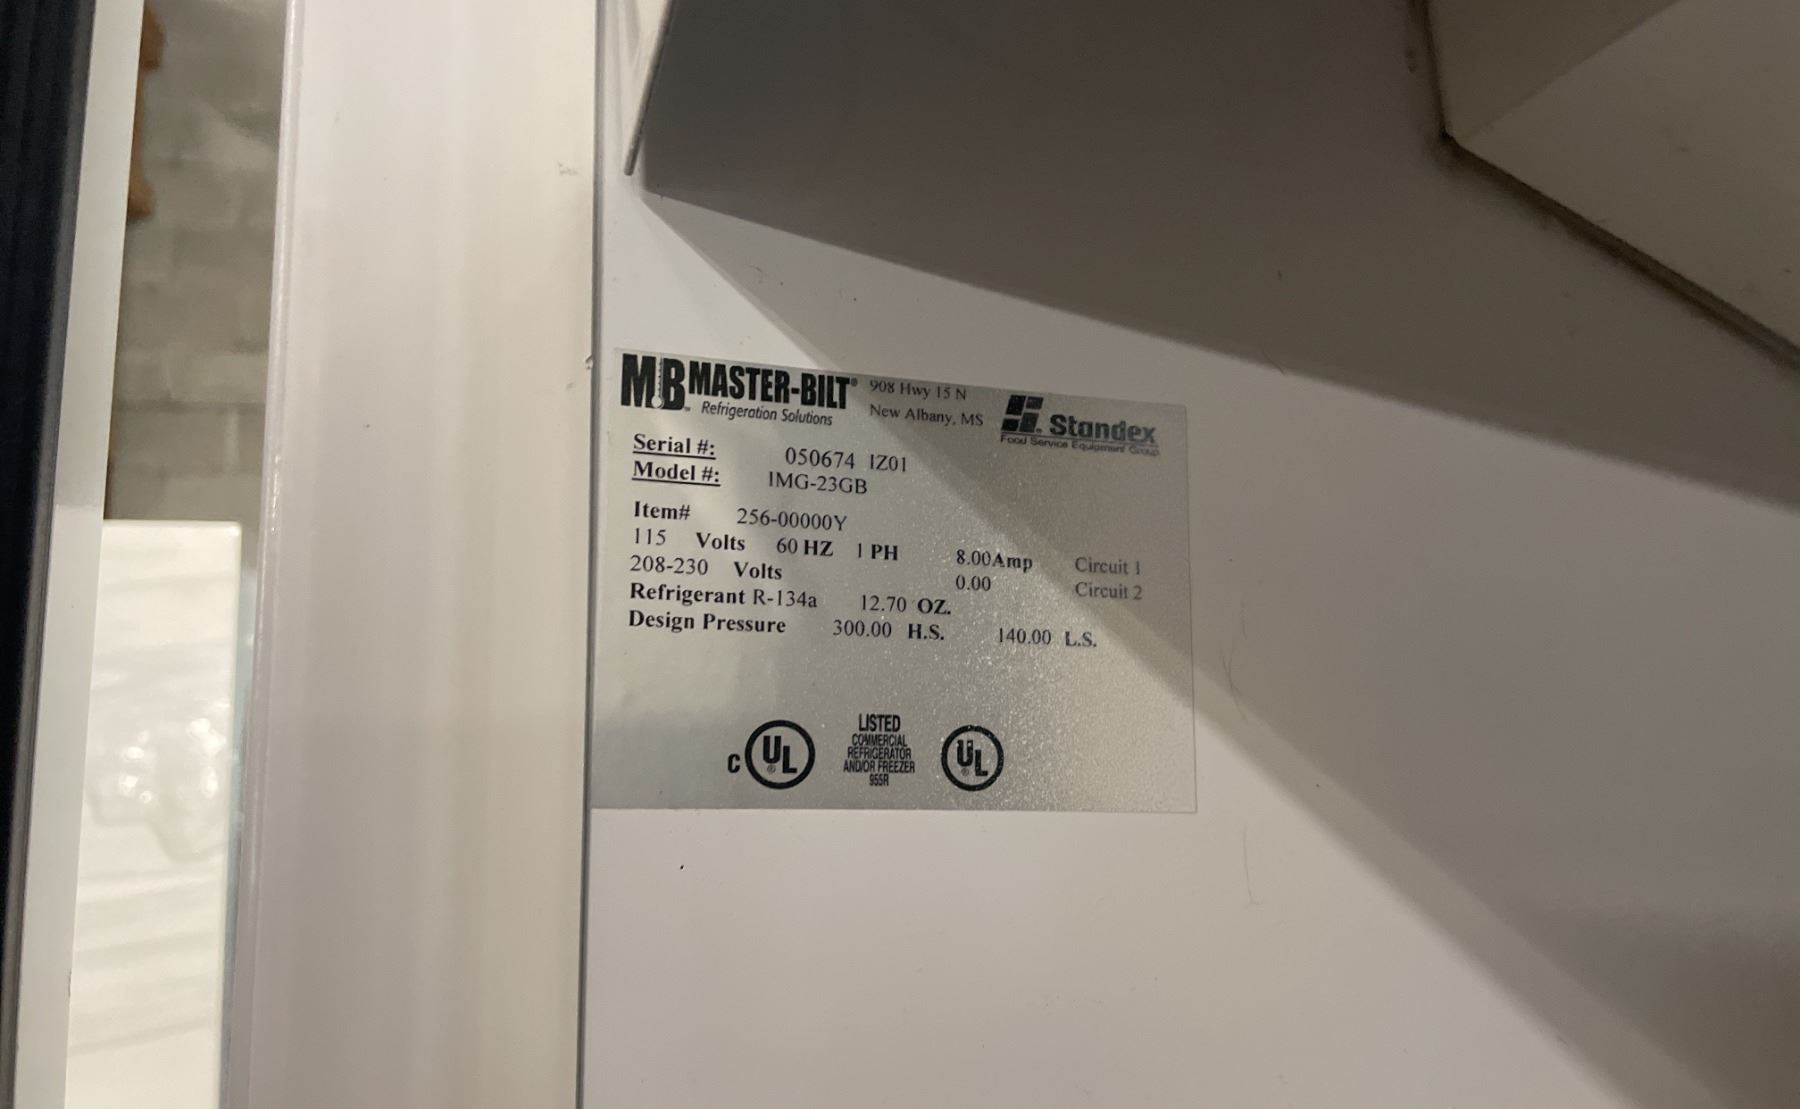 MB MASTER-BILT® 908 Hwy 15 N
Refrigeration Solutions New Albany, MS Standex
Food Service Equipment Group
Serial #: 050674 IZ01
Model #: IMG-23GB
Item# 256-00000Y
115 Volts 60 HZ 1 PH 8.00Amp Circuit 1
208-230 Volts 0.00 Circuit 2
Refrigerant R-134a 12.70 OZ.
Design Pressure 300.00 H.S. 140.00 L.S.
LISTED
COMMERCIAL
REFRIGERATOR
AND/OR FREEZER
955R
C UL® UL®